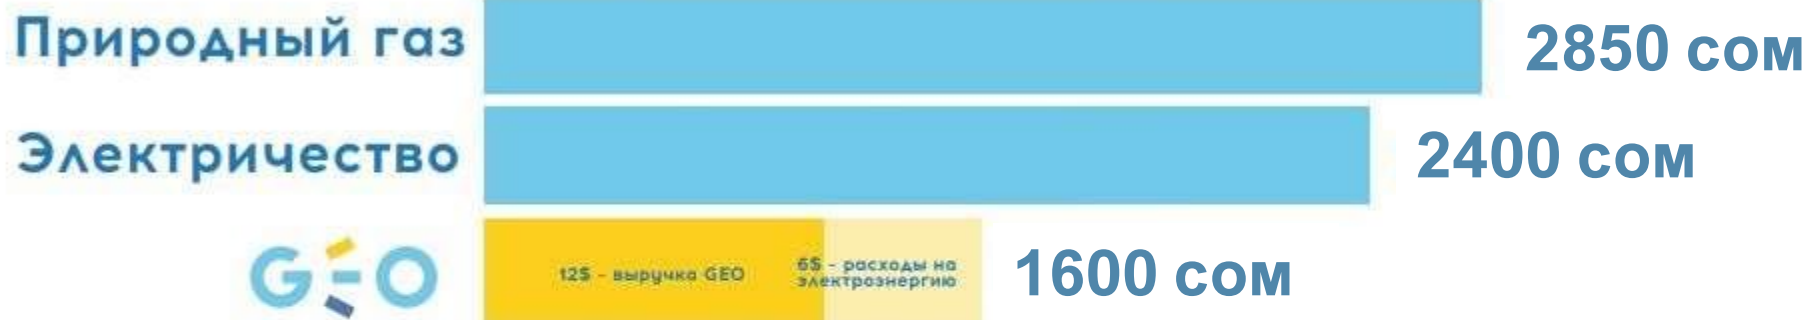 Природный газ
2850 сом
Электричество
2400 сом
GEO
12$ - выручка GEO
6$ - расходы на
электроэнергию
1600 сом